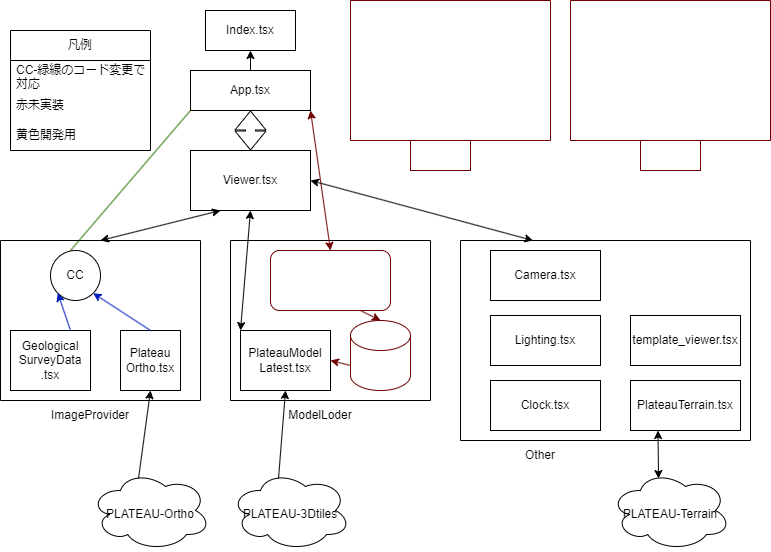 Index.tsx
凡例
CC-緑線のコード変更で
対応
赤未実装
黄色開発用
App.tsx
Viewer.tsx
CC
Geological
SurveyData
.tsx
Plateau
Ortho.tsx
ImageProvider
PlateauModel
Latest.tsx
ModelLoder
Camera.tsx
Lighting.tsx
template_viewer.tsx
Clock.tsx
PlateauTerrain.tsx
Other
PLATEAU-Ortho
PLATEAU-3Dtiles
PLATEAU-Terrain